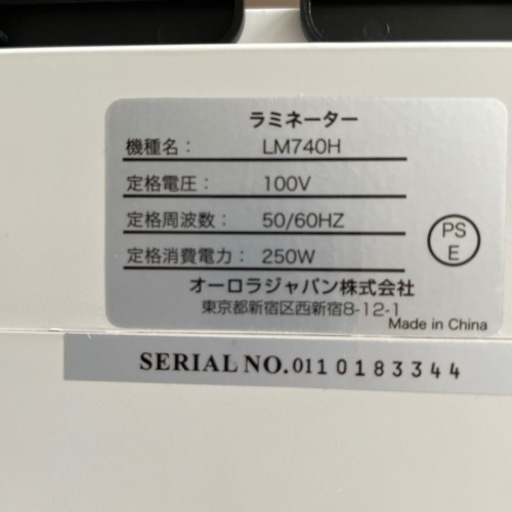 ラミネーター
機種名： LM740H
定格電圧： 100V
定格周波数： 50/60HZ
定格消費電力： 250W
PS
E
オーロラジャパン株式会社
東京都新宿区西新宿8-12-1
Made in China
SERIAL NO.0110183344